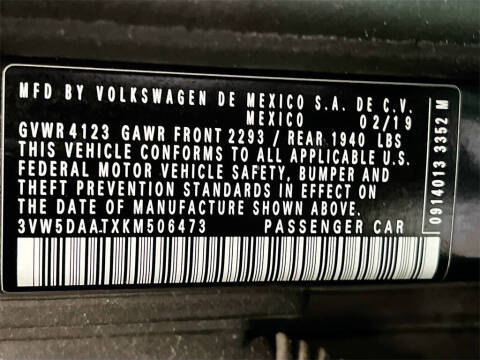 MFD BY VOLKSWAGEN DE MEXICO S.A. DE C.V.
MEXICO 02/19
GVWR 4123 GAWR FRONT 2293 / REAR 1940 LBS
THIS VEHICLE CONFORMS TO ALL APPLICABLE U.S.
FEDERAL MOTOR VEHICLE SAFETY, BUMPER AND
THEFT PREVENTION STANDARDS IN EFFECT ON
THE DATE OF MANUFACTURE SHOWN ABOVE.
3VW5DAATXKM506473 PASSENGER CAR
0914013 3352 M